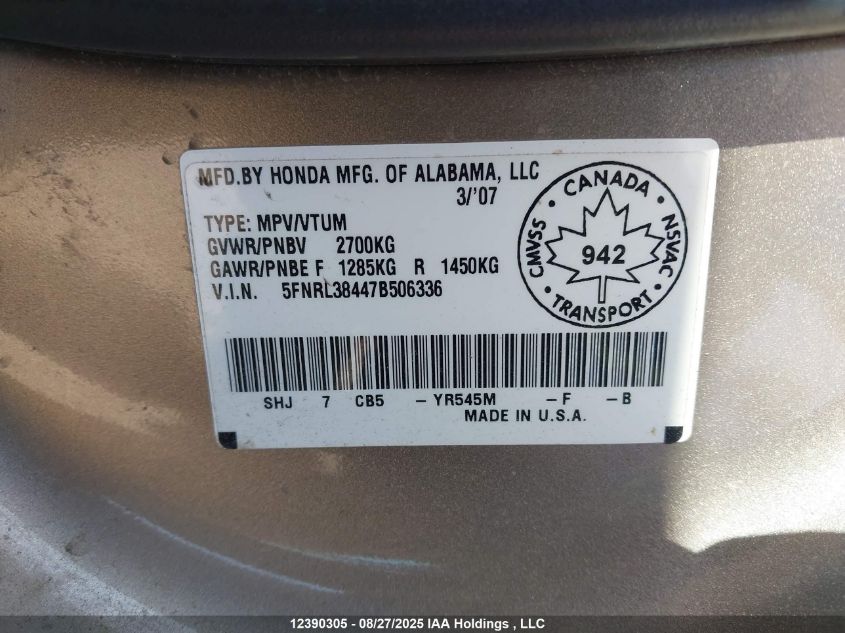 MFD.BY HONDA MFG. OF ALABAMA, LLC
3/'07
TYPE: MPV/VTUM
GVWR/PNBV 2700KG
GAWR/PNBE F 1285KG R 1450KG
V.I.N. 5FNRL38447B506336
CANADA
CMVSS
NSVAC
942
TRANSPORT
SHJ 7 CB5 - YR545M - F - B
MADE IN U.S.A.
12390305 - 08/27/2025 IAA Holdings , LLC